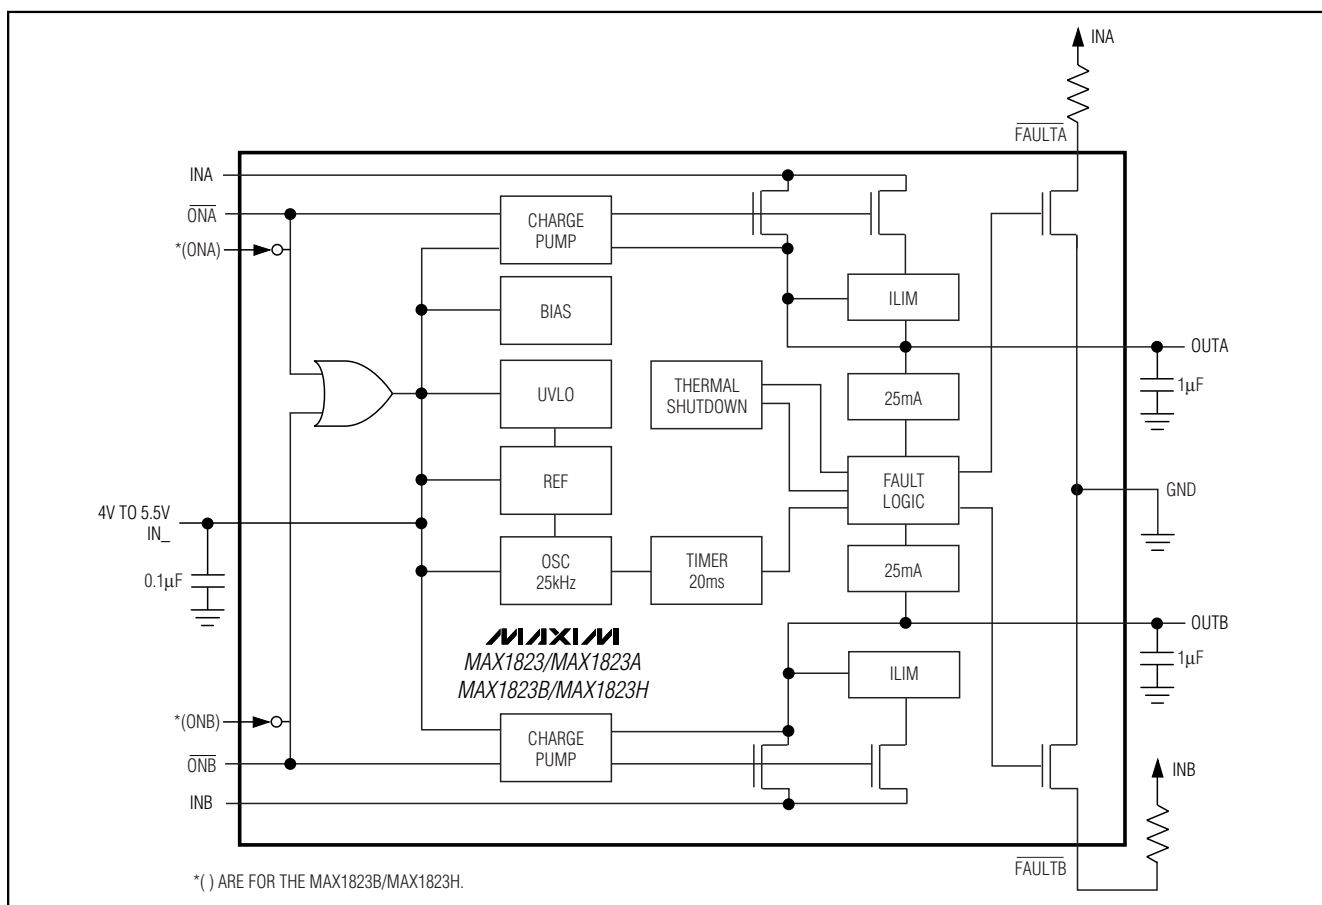 INA
FAULTA
INA
ONA
*(ONA)
CHARGE
PUMP
ILIM
BIAS
OUTA
1μF
UVLO
THERMAL
SHUTDOWN
25mA
REF
FAULT
LOGIC
GND
4V TO 5.5V
IN_
0.1μF
OSC
25kHz
TIMER
20ms
25mA
OUTB
1μF
MAXIM
MAX1823/MAX1823A
MAX1823B/MAX1823H
ILIM
*(ONB)
CHARGE
PUMP
ONB
INB
INB
FAULTB
*( ) ARE FOR THE MAX1823B/MAX1823H.